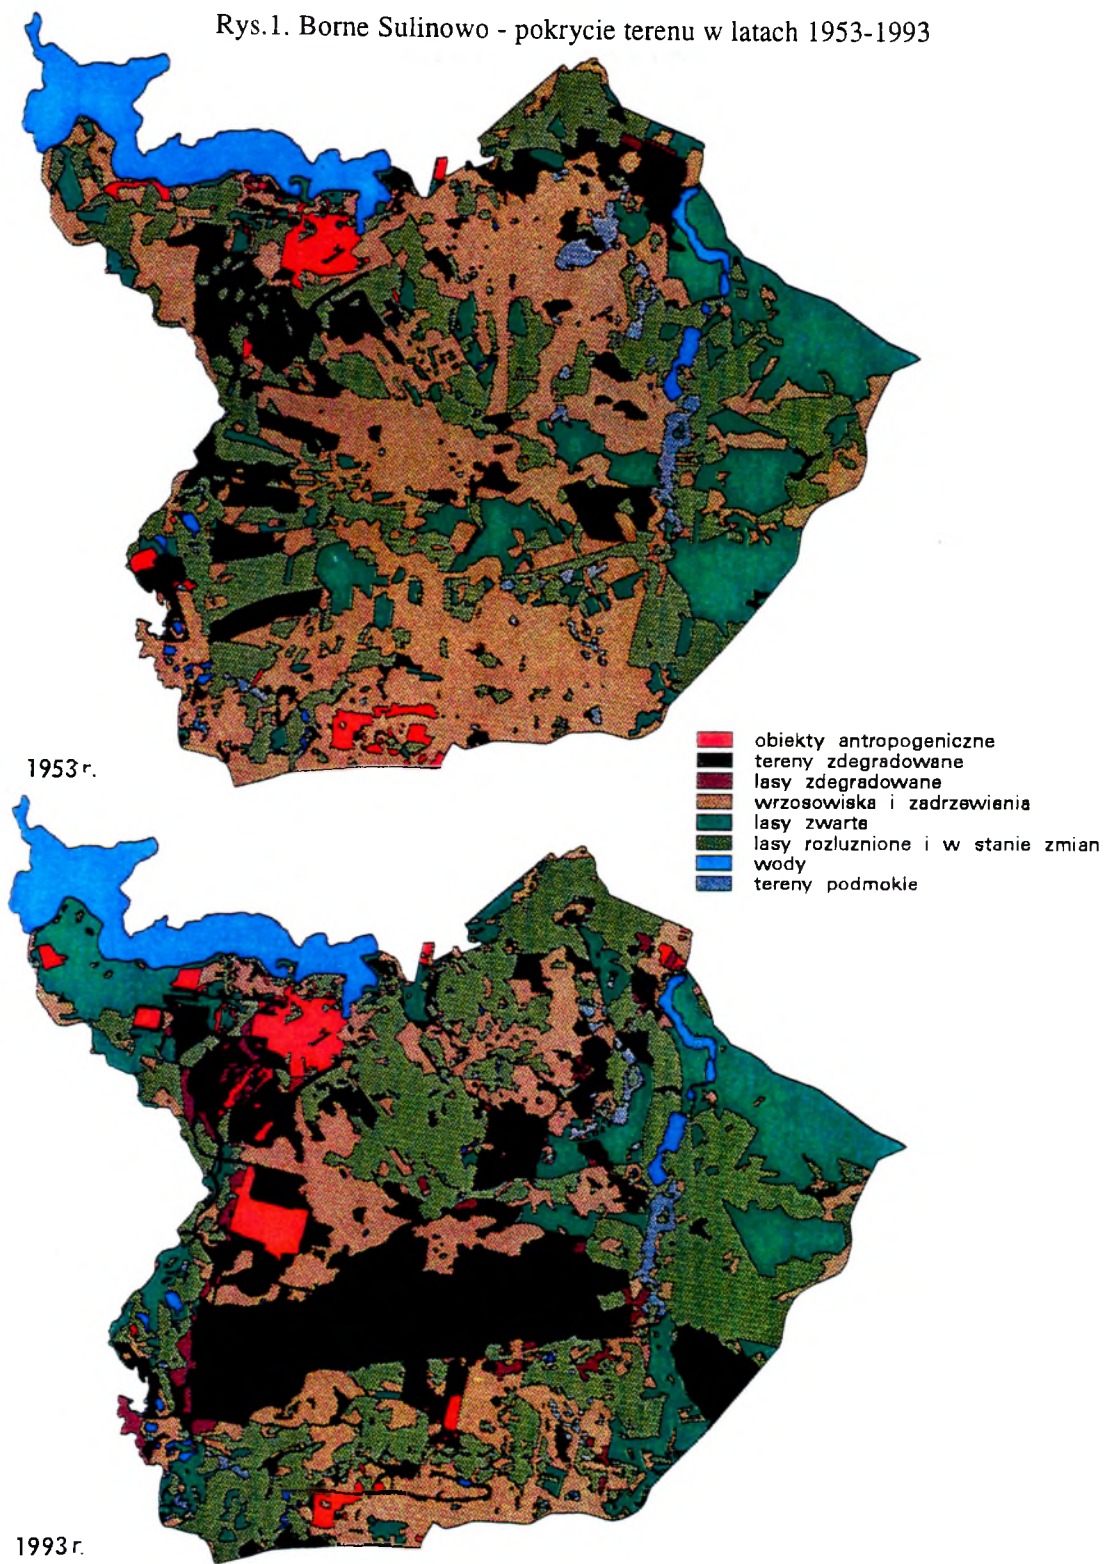 Rys.1. Borne Sulinowo - pokrycie terenu w latach 1953-1993
1953 r.
obiekty antropogeniczne
tereny zdegradowane
lasy zdegradowane
wrzosowiska i zadrzewienia
lasy zwarte
lasy rozluznione i w stanie zmian
wody
tereny podmokle
1993 r.